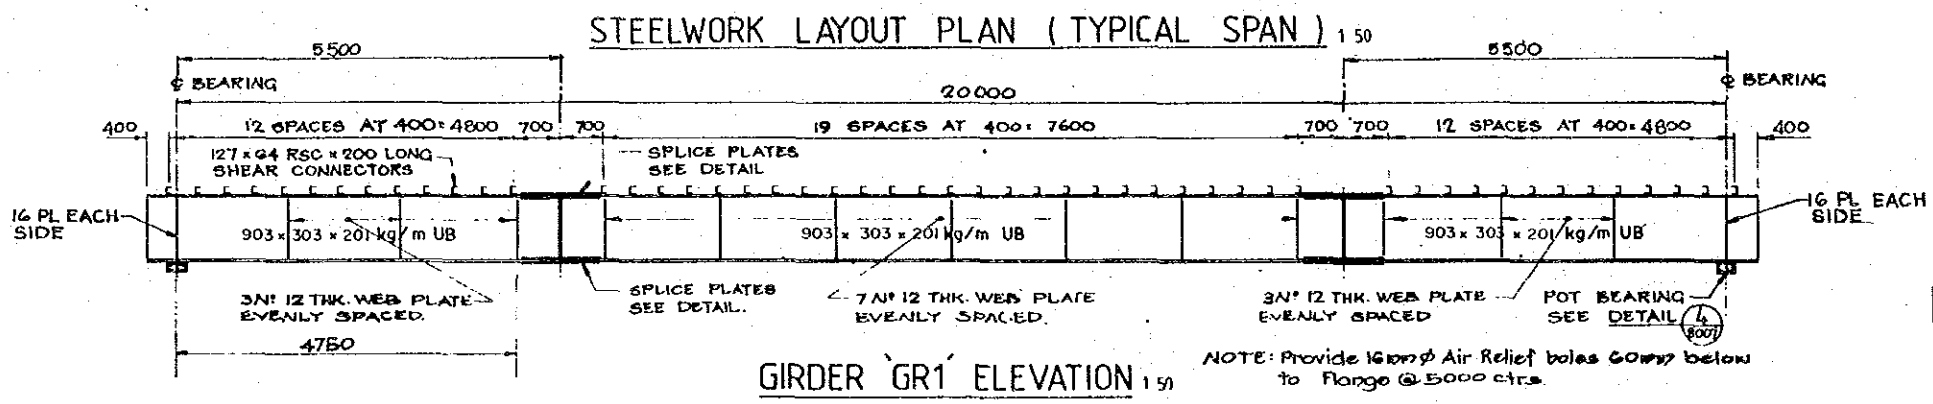 STEELWORK LAYOUT PLAN ( TYPICAL SPAN ) 1 50
5500
5500
℄ BEARING
℄ BEARING
20000
400
12 SPACES AT 400 = 4800
700
700
19 SPACES AT 400 = 7600
700
700
12 SPACES AT 400 = 4800
400
127 x 64 RSC x 200 LONG
SHEAR CONNECTORS
SPLICE PLATES
SEE DETAIL
16 PL EACH
SIDE
903 x 303 x 201 kg/m UB
903 x 303 x 201 kg/m UB
903 x 303 x 201 kg/m UB
16 PL EACH
SIDE
3Nº 12 THK. WEB PLATE
EVENLY SPACED.
SPLICE PLATES
SEE DETAIL.
7 Nº 12 THK. WEB PLATE
EVENLY SPACED.
3Nº 12 THK. WEB PLATE
EVENLY SPACED
POT BEARING
SEE DETAIL
4
8007
4750
GIRDER 'GR1' ELEVATION 1 50
NOTE: Provide 16mm Ø Air Relief holes 60mm below
to Flange @ 5000 ctrs